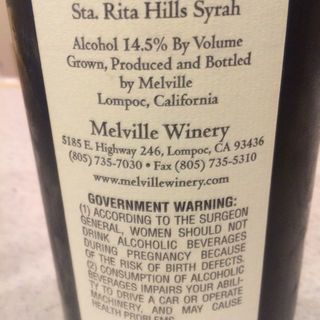 Sta. Rita Hills Syrah
Alcohol 14.5% By Volume
Grown, Produced and Bottled
by Melville
Lompoc, California
Melville Winery
5185 E. Highway 246, Lompoc, CA 93436
(805) 735-7030 • Fax (805) 735-5310
www.melvillewinery.com
GOVERNMENT WARNING:
(1) ACCORDING TO THE SURGEON
GENERAL, WOMEN SHOULD NOT
DRINK ALCOHOLIC BEVERAGES
DURING PREGNANCY BECAUSE
OF THE RISK OF BIRTH DEFECTS.
(2) CONSUMPTION OF ALCOHOLIC
BEVERAGES IMPAIRS YOUR ABILI-
TY TO DRIVE A CAR OR OPERATE
MACHINERY, AND MAY CAUSE
HEALTH PROBLEMS